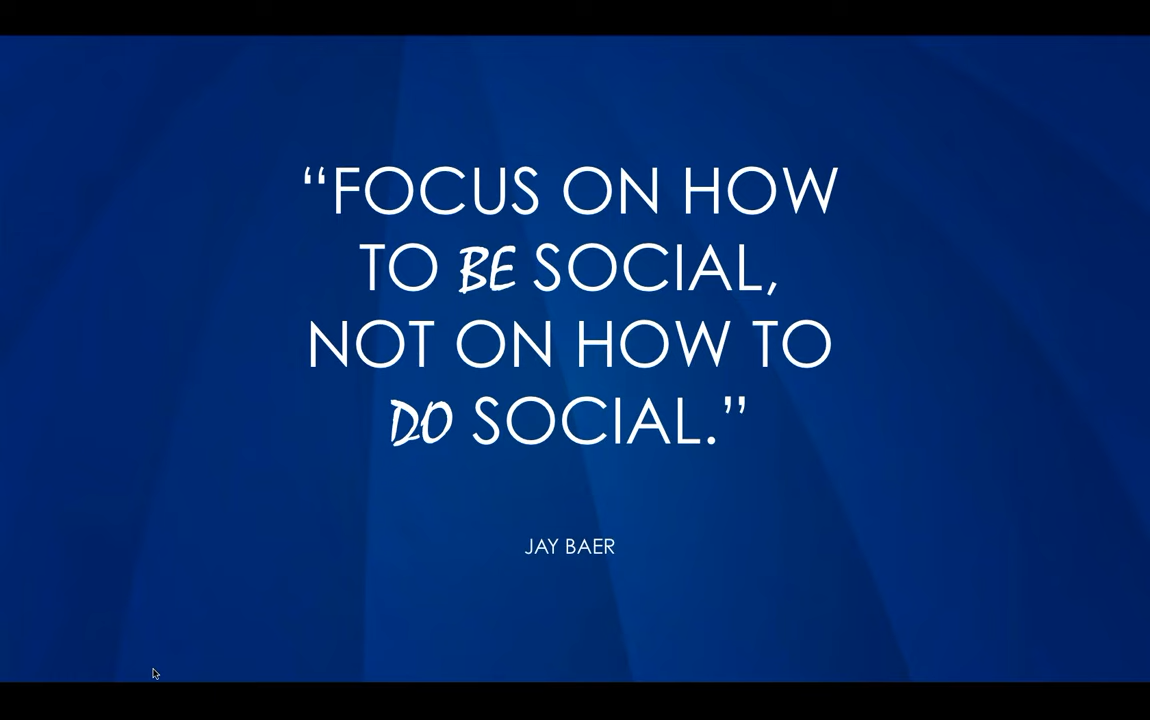 “FOCUS ON HOW
TO BE SOCIAL,
NOT ON HOW TO
DO SOCIAL.”
JAY BAER